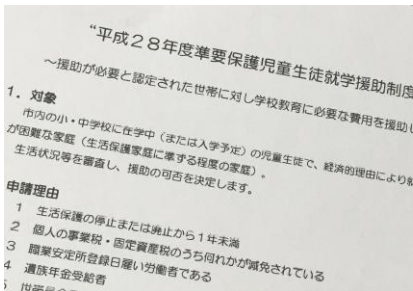 “平成２８年度準要保護児童生徒就学援助制度
～援助が必要と認定された世帯に対し学校教育に必要な費用を援助し
１．対象
市内の小・中学校に在学中（または入学予定）の児童生徒で、経済的理由により就
が困難な家庭（生活保護家庭に準ずる程度の家庭）。
生活状況等を審査し、援助の可否を決定します。
申請理由
１　生活保護の停止または廃止から１年未満
２　個人の事業税・固定資産税のうち何れかが減免されている
３　職業安定所登録日雇い労働者である
４　遺族年金受給者
５　世帯員